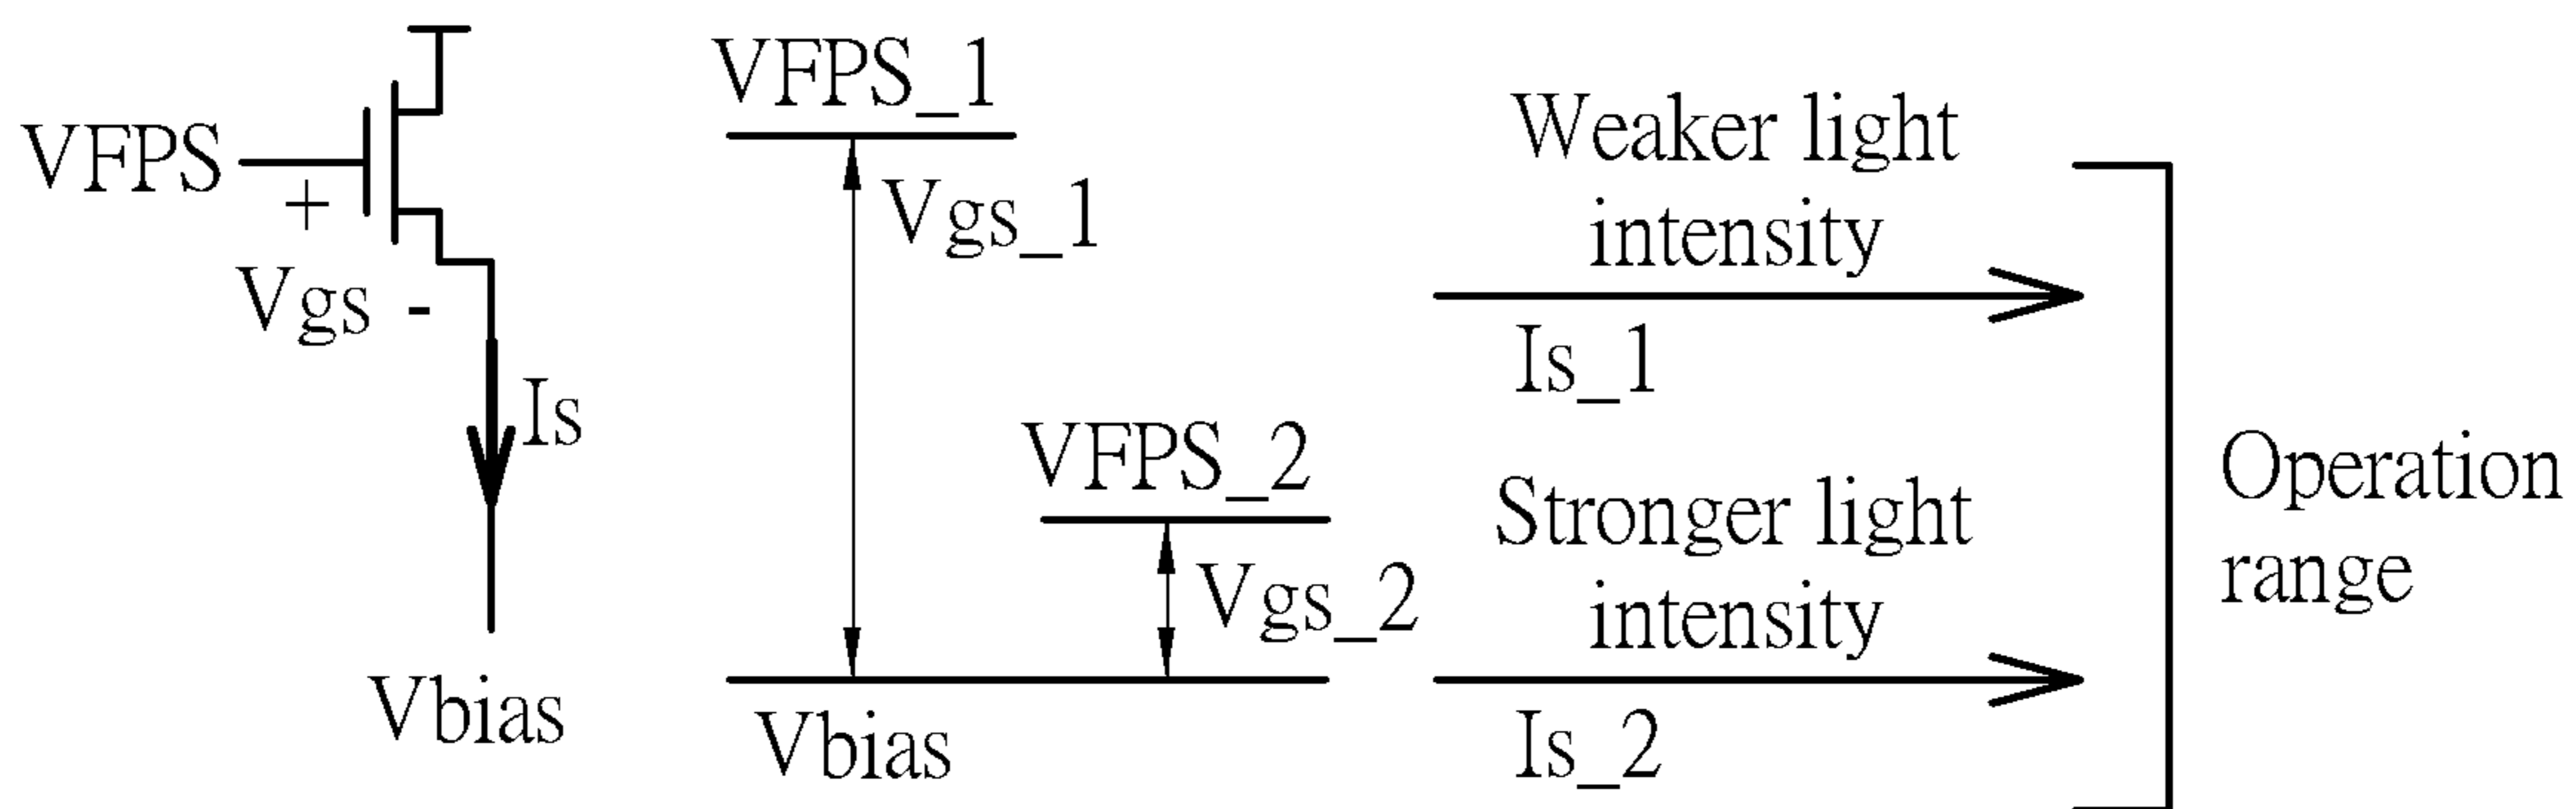 VFPS
+
Vgs -
Is
Vbias
VFPS_1
Vgs_1
VFPS_2
Vgs_2
Vbias
Weaker light
intensity
Is_1
Stronger light
intensity
Is_2
Operation
range